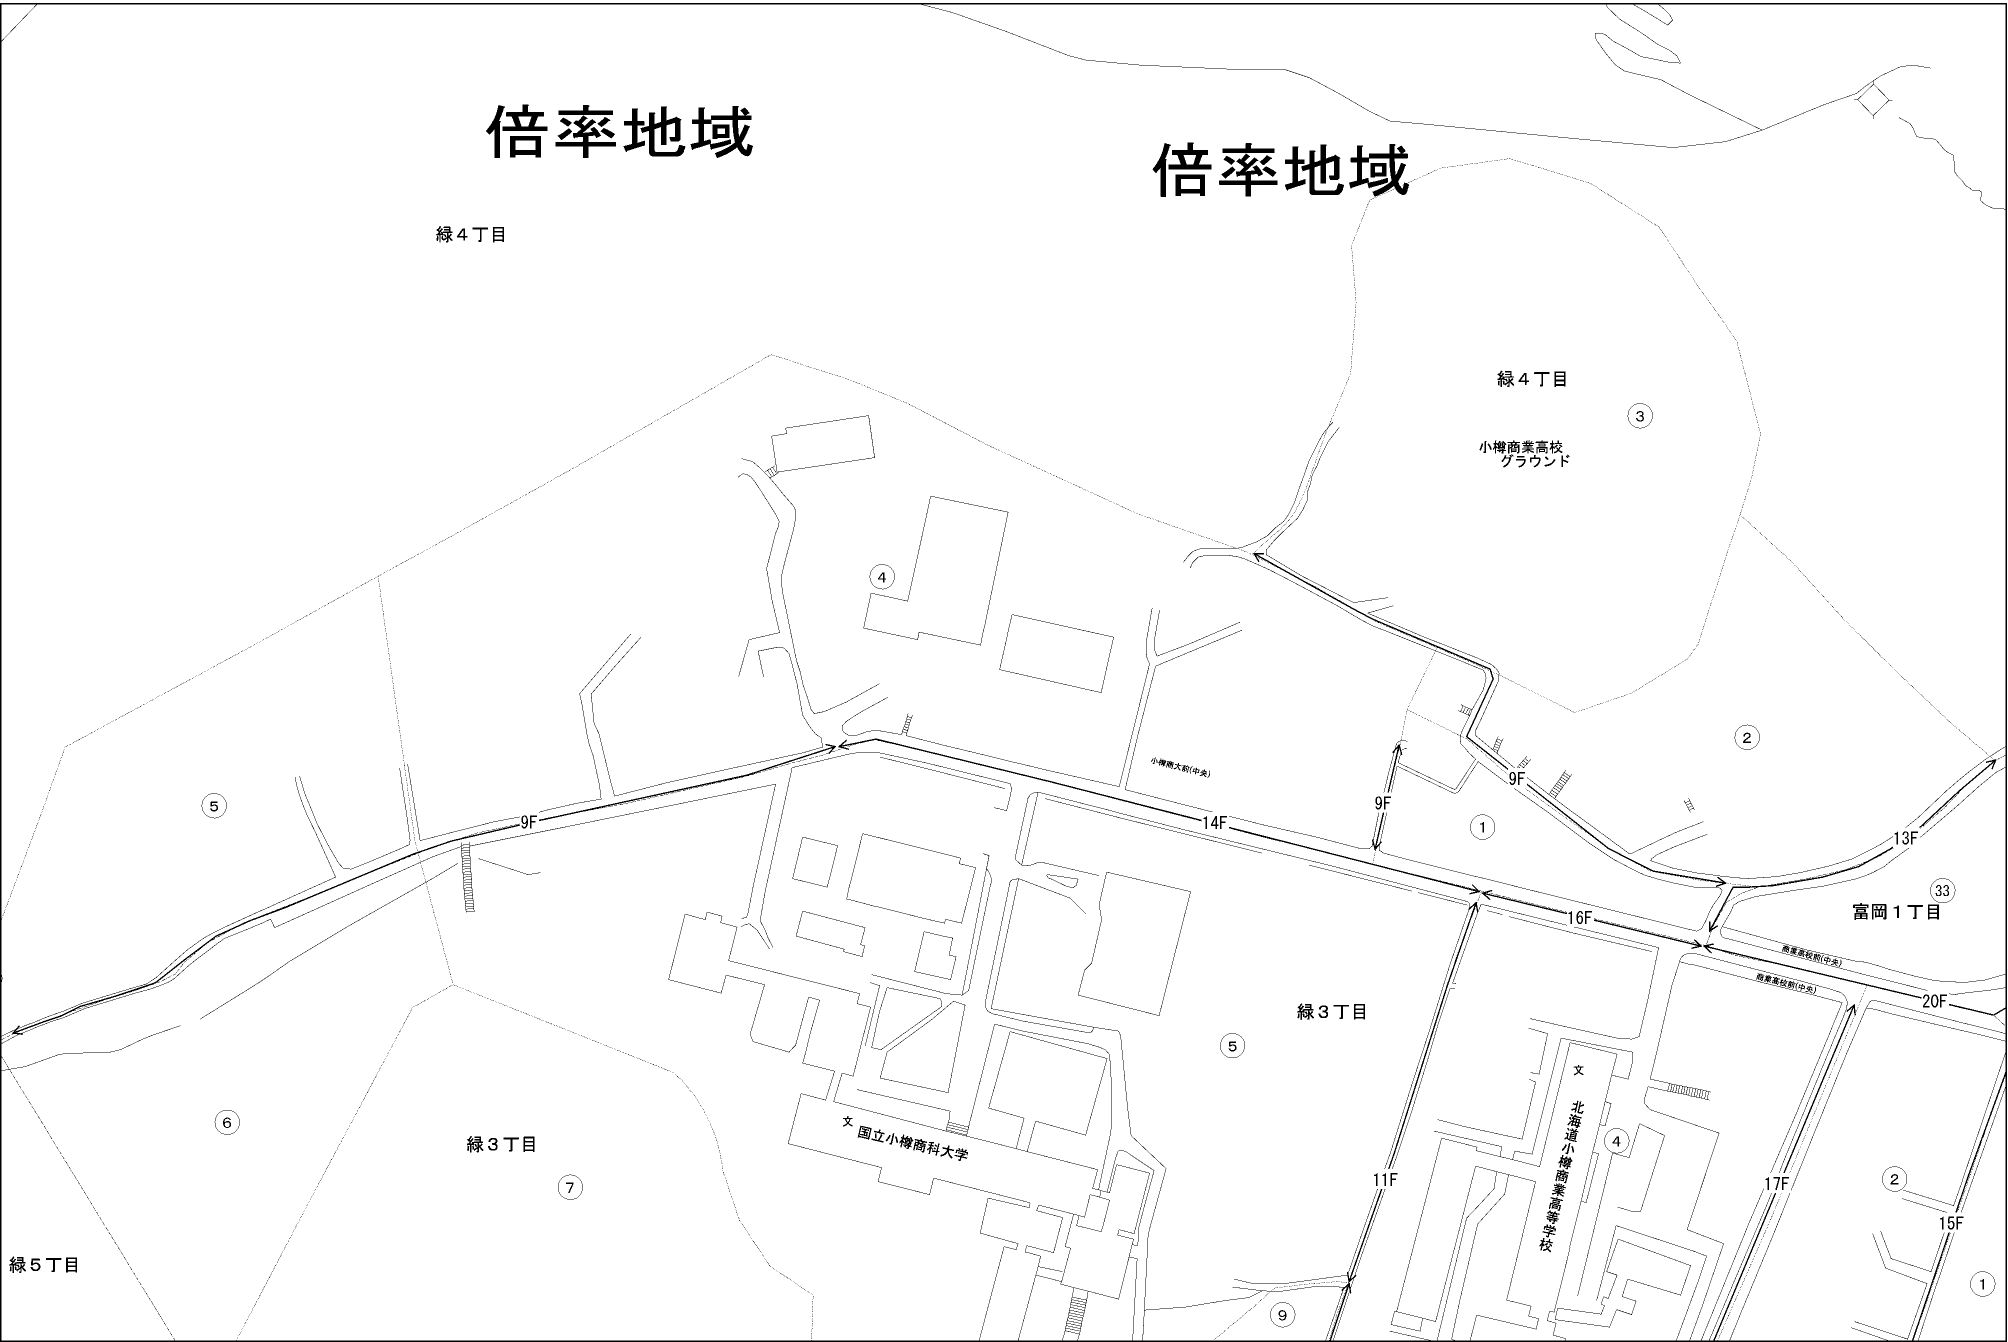 倍率地域
倍率地域
緑４丁目
緑４丁目
3
小樽商業高校
グラウンド
4
2
小樽商大前(中央)
9F
5
9F
9F
14F
1
13F
33
富岡１丁目
16F
商業高校前(中央)
商業高校前(中央)
20F
緑３丁目
5
文
北海道小樽商業高等学校
6
文
国立小樽商科大学
4
緑３丁目
7
11F
17F
2
15F
緑５丁目
1
9